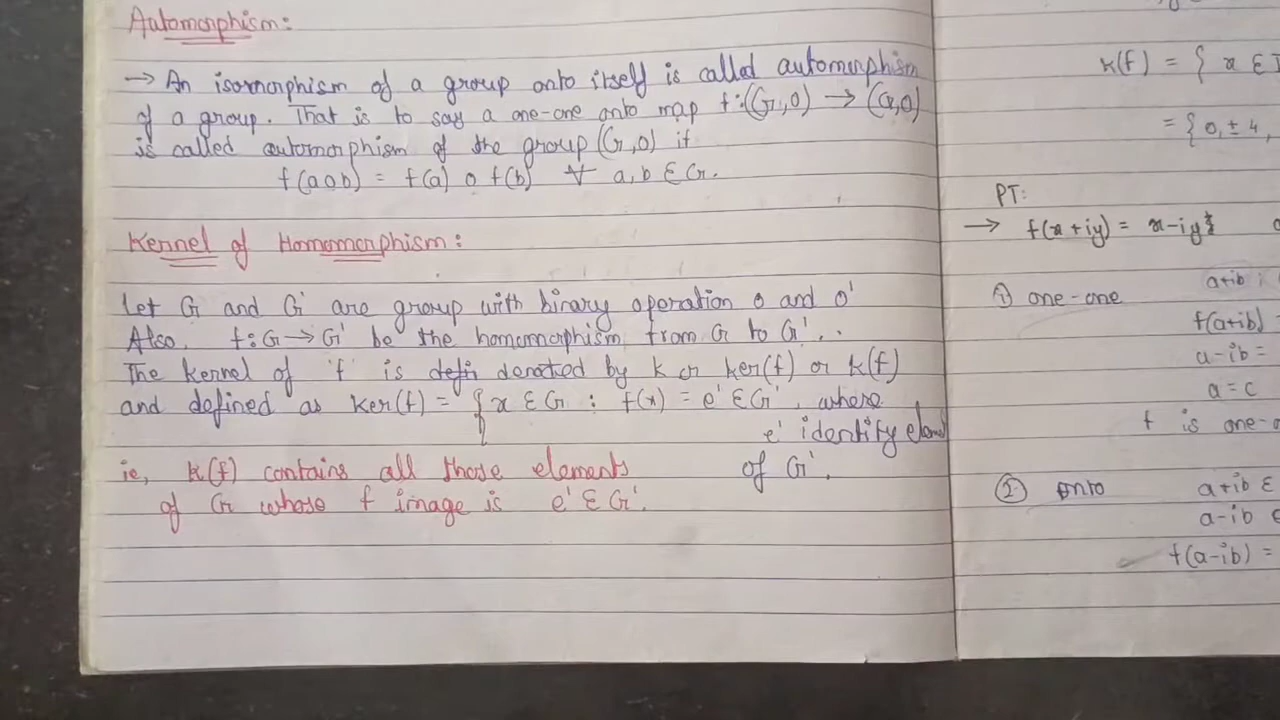 Automorphism:
→ An isomorphism of a group onto itself is called automorphism
of a group. That is to say a one-one onto map f:(G,o) → (G,o)
is called automorphism of the group (G,o) if
f(aob) = f(a) o f(b) ∀ a,b ∈ G.
Kernel of Homomorphism:
Let G and G' are group with binary operation o and o'
Also, f:G→G' be the homomorphism from G to G'.
The kernel of 'f' is defin denoted by k or ker(f) or k(f)
and defined as ker(f) = { x ∈ G : f(x) = e' ∈ G', where
e' identity
of G'.
ie, k(f) contains all those elements
of G whose f image is e' ∈ G'.
k(f) = { x ∈
= { 0, ± 4,
PT:
→ f(x+iy) = x-iy
① one-one
a+ib
f(a+ib)
a-ib =
a = c
f is one-
② onto
a+ib ∈
a-ib
f(a-ib) =